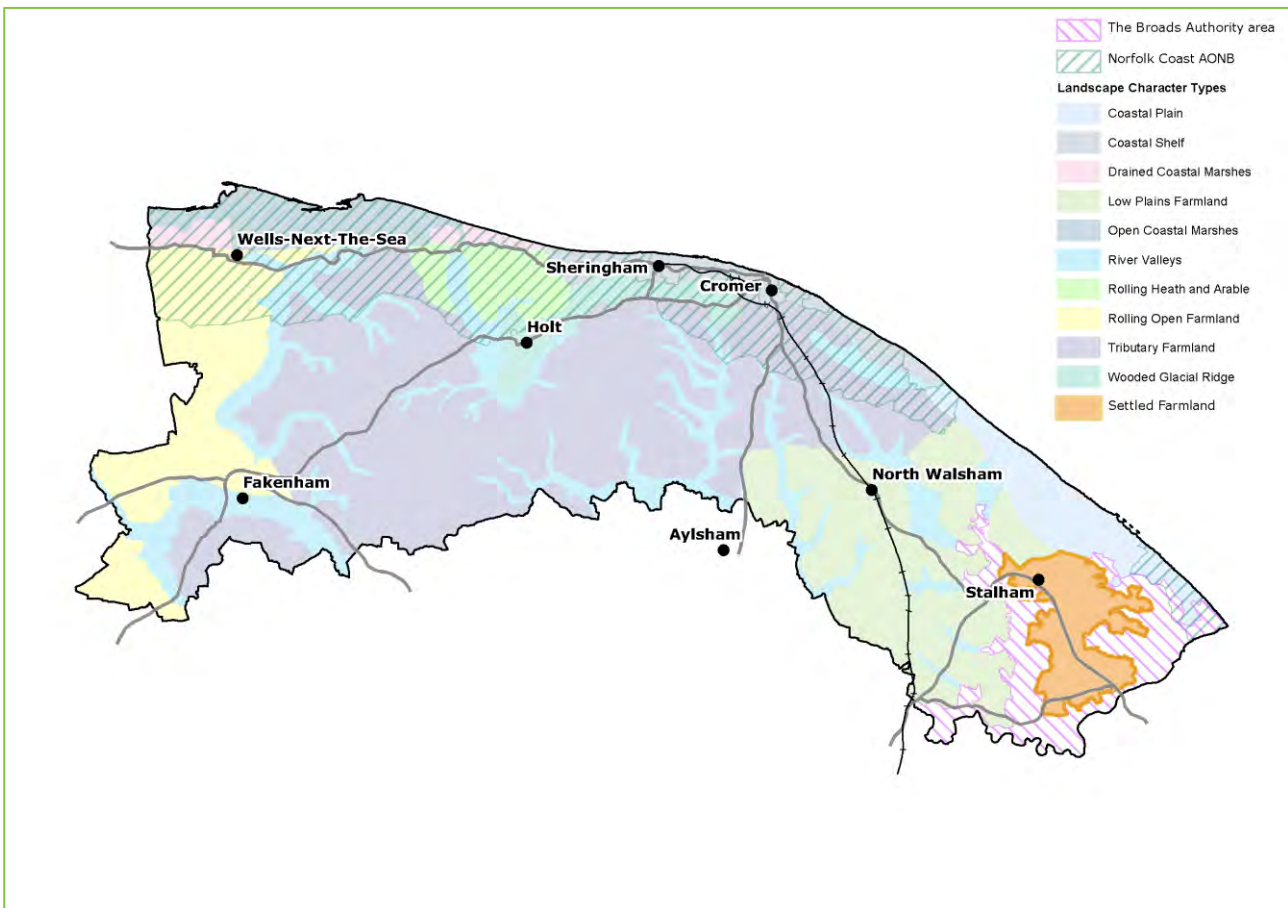 The Broads Authority area
Norfolk Coast AONB
Landscape Character Types
Coastal Plain
Coastal Shelf
Drained Coastal Marshes
Low Plains Farmland
Open Coastal Marshes
River Valleys
Rolling Heath and Arable
Rolling Open Farmland
Tributary Farmland
Wooded Glacial Ridge
Settled Farmland
Wells-Next-The-Sea
Sheringham
Cromer
Holt
Fakenham
North Walsham
Aylsham
Stalham